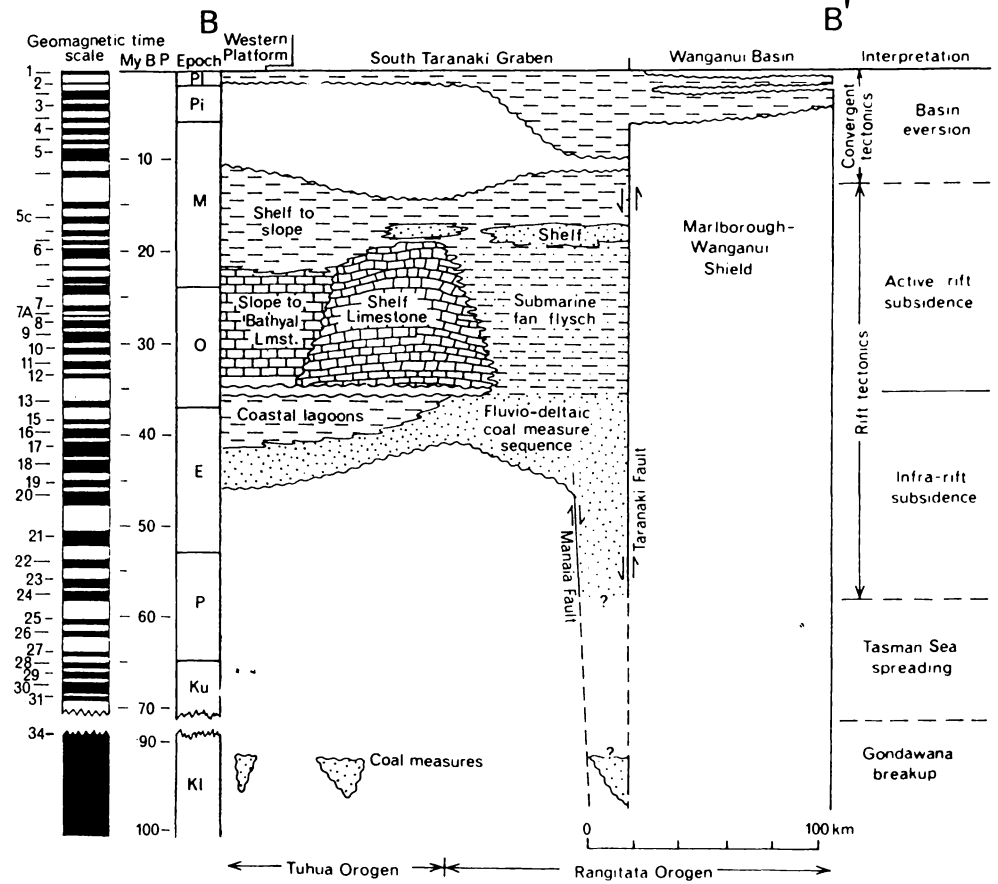 B
B'
Geomagnetic time
scale
My B P
Epoch
Western
Platform
South Taranaki Graben
Wanganui Basin
Interpretation
1
2
3
4
5
5c
6
7
7A
8
9
10
11
12
13
15
16
17
18
19
20
21
22
23
24
25
26
27
28
29
30
31
34
10
20
30
40
50
60
70
90
100
Pl
Pi
M
O
E
P
Ku
Kl
Shelf to
slope
Shelf
Slope to
Bathyal
Lmst.
Shelf
Limestone
Submarine
fan flysch
Coastal lagoons
Fluvio-deltaic
coal measure
sequence
Manaia Fault
Taranaki Fault
?
?
Coal measures
Marlborough-
Wanganui
Shield
Convergent
tectonics
Rift tectonics
Basin
eversion
Active rift
subsidence
Infra-rift
subsidence
Tasman Sea
spreading
Gondawana
breakup
0
100 km
Tuhua Orogen
Rangitata Orogen